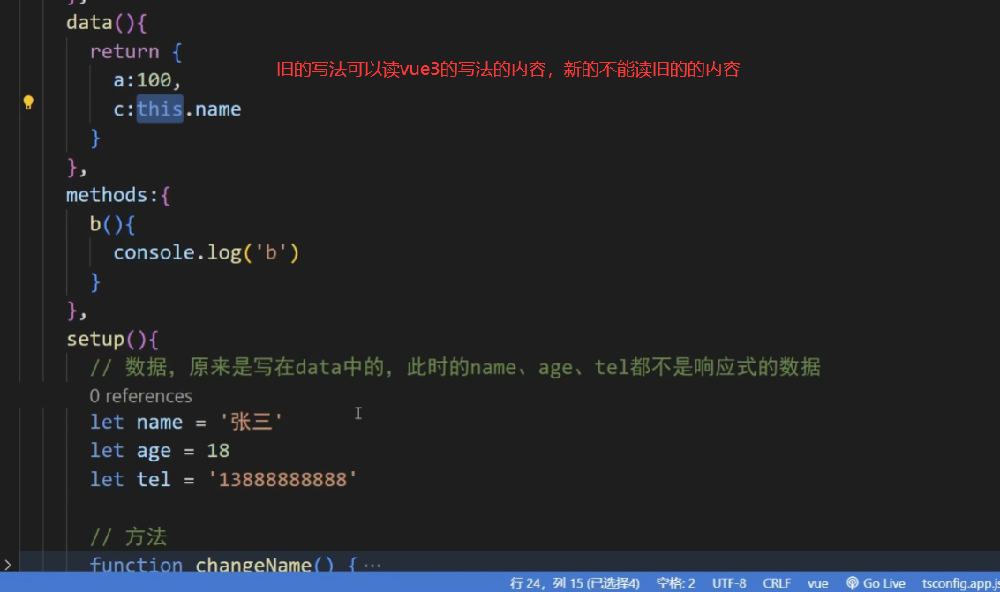 },
data(){
return {
旧的写法可以读vue3的写法的内容，新的不能读旧的的内容
a:100,
c:this.name
}
},
methods:{
b(){
console.log('b')
}
},
setup(){
// 数据，原来是写在data中的，此时的name、age、tel都不是响应式的数据
0 references
let name = '张三'
let age = 18
let tel = '13888888888'
// 方法
function changeName() { ···
行 24，列 15 (已选择4) 空格: 2 UTF-8 CRLF vue Go Live tsconfig.app.js